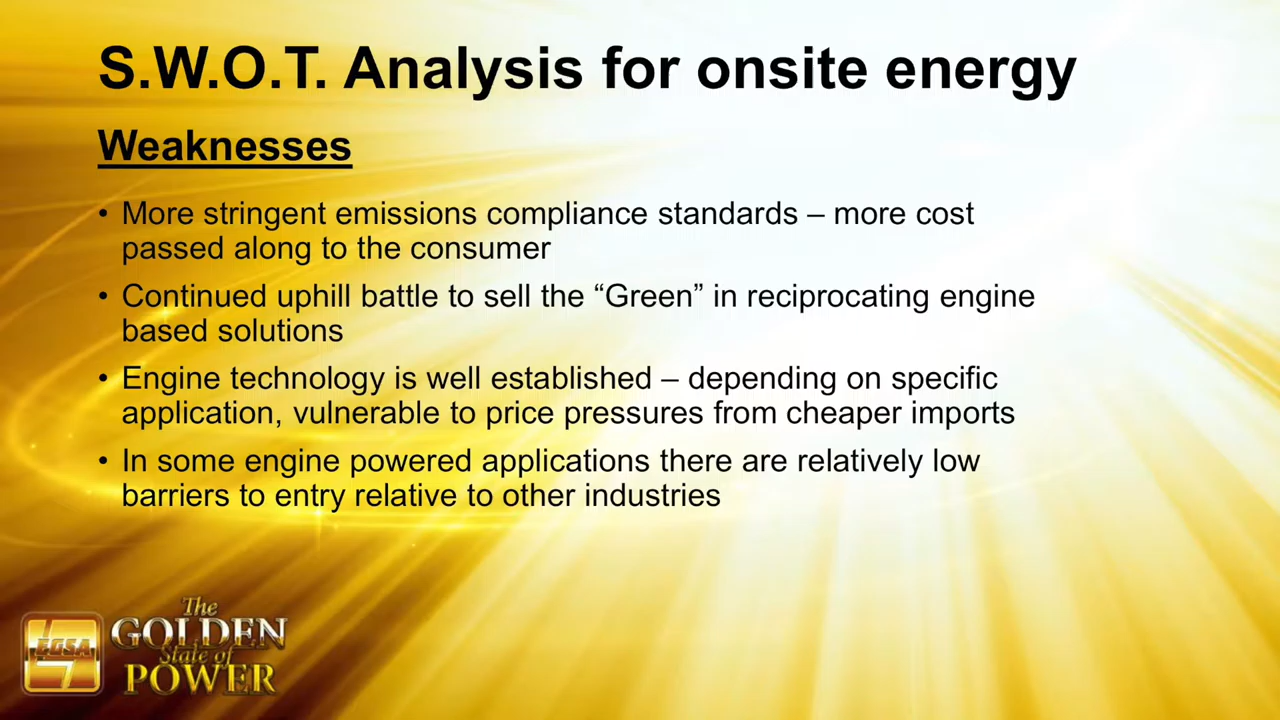 S.W.O.T. Analysis for onsite energy
Weaknesses
• More stringent emissions compliance standards – more cost
passed along to the consumer
• Continued uphill battle to sell the “Green” in reciprocating engine
based solutions
• Engine technology is well established – depending on specific
application, vulnerable to price pressures from cheaper imports
• In some engine powered applications there are relatively low
barriers to entry relative to other industries
The
GOLDEN
EGSA
State of
POWER